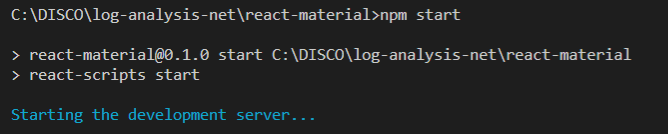 C:\DISCO\log-analysis-net\react-material>npm start
> react-material@0.1.0 start C:\DISCO\log-analysis-net\react-material
> react-scripts start
Starting the development server...